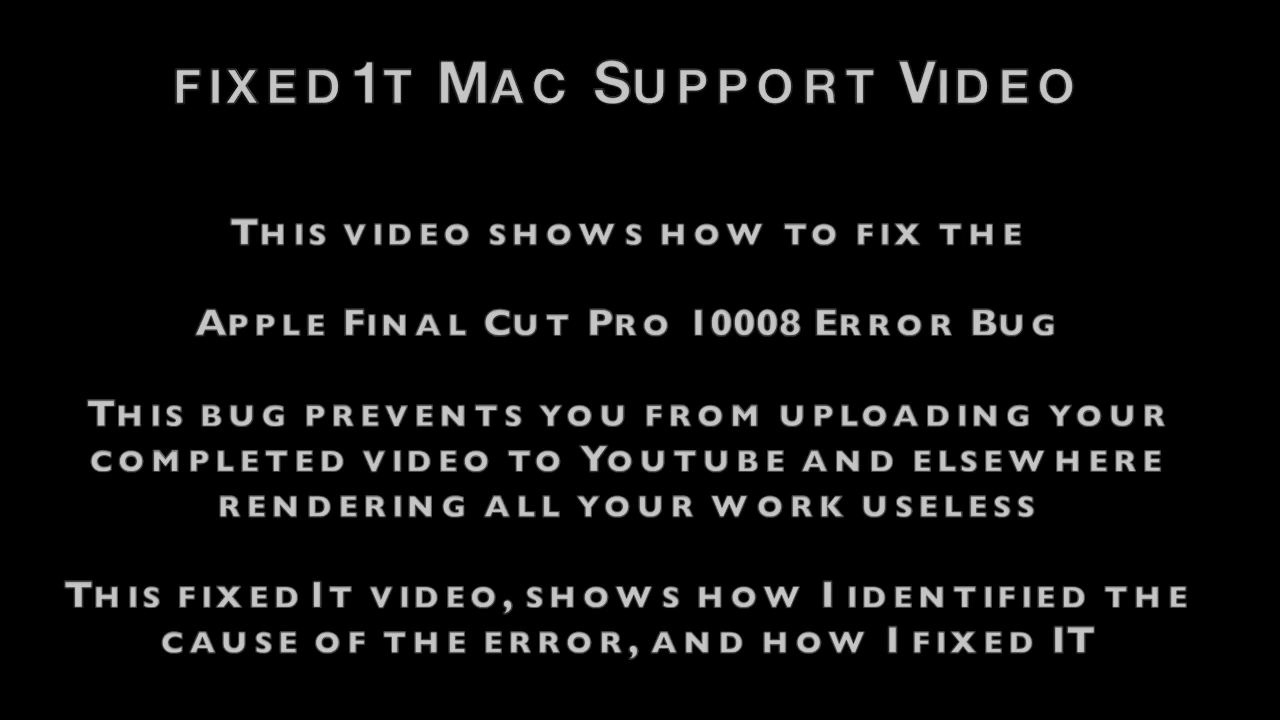 fixed1t Mac Support Video
This video shows how to fix the
Apple Final Cut Pro 10008 Error Bug
This bug prevents you from uploading your
completed video to Youtube and elsewhere
rendering all your work useless
This fixed1t video, shows how I identified the
cause of the error, and how I fixed IT